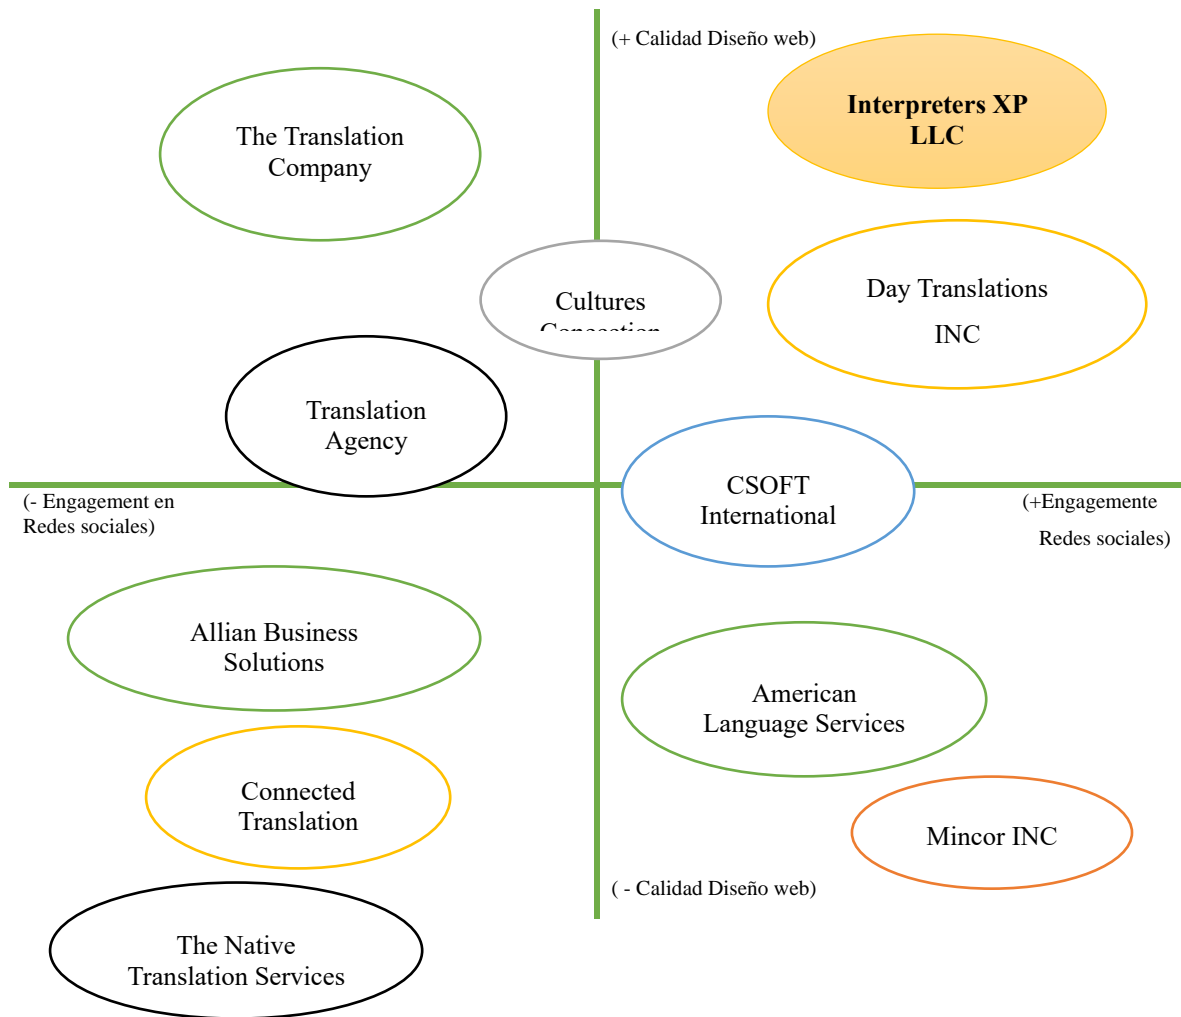 (+ Calidad Diseño web)
Interpreters XP
LLC
The Translation
Company
Day Translations
INC
Cultures
Translation
Agency
CSOFT
International
(- Engagement en
Redes sociales)
(+Engagemente
Redes sociales)
Allian Business
Solutions
American
Language Services
Connected
Translation
Mincor INC
( - Calidad Diseño web)
The Native
Translation Services